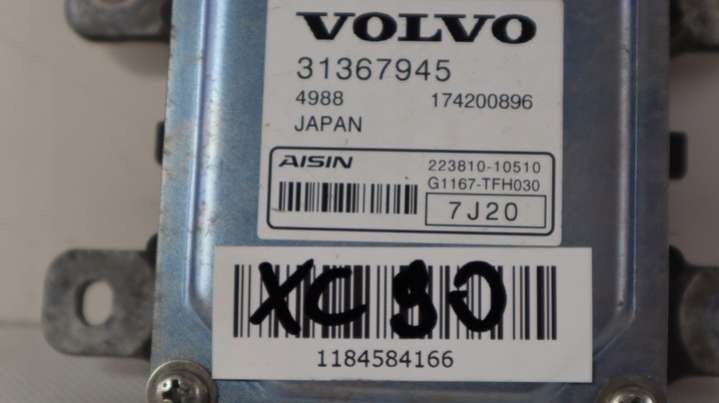 VOLVO
31367945
4988 174200896
JAPAN
AISIN 223810-10510
G1167-TFH030
7J20
XC 90
1184584166